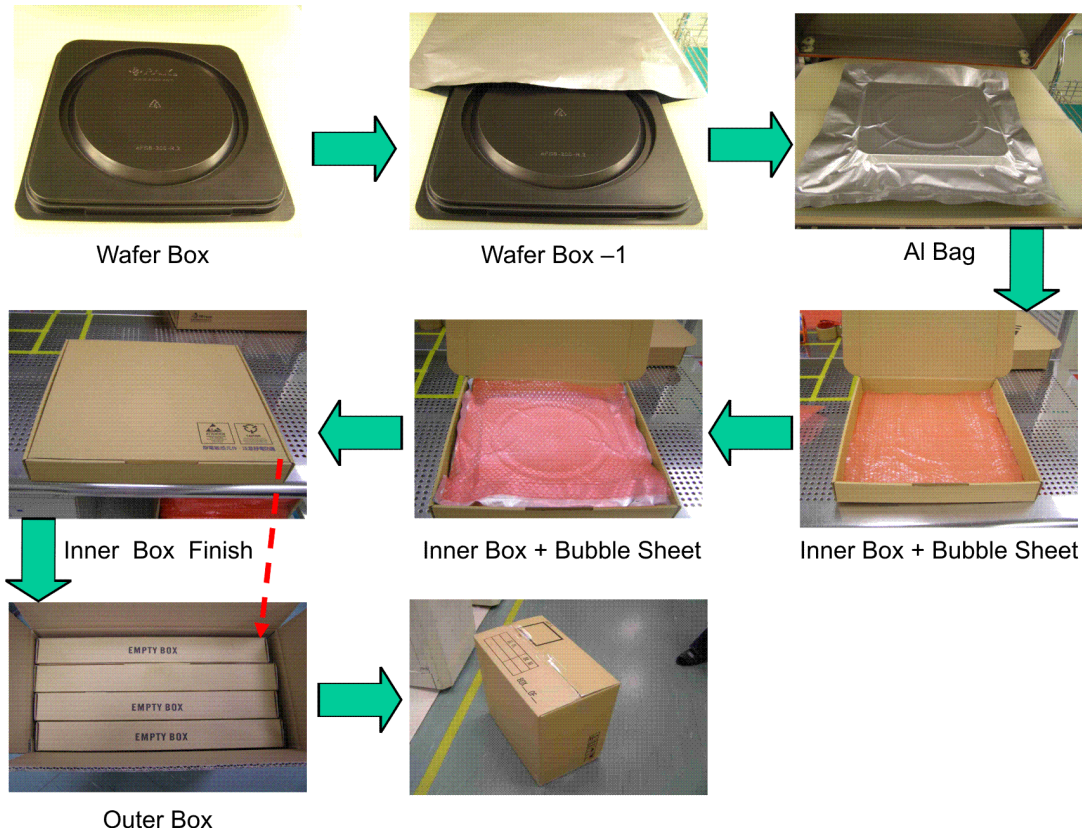 Wafer Box
Wafer Box –1
Al Bag
Inner Box Finish
Inner Box + Bubble Sheet
Inner Box + Bubble Sheet
EMPTY BOX
EMPTY BOX
EMPTY BOX
Outer Box